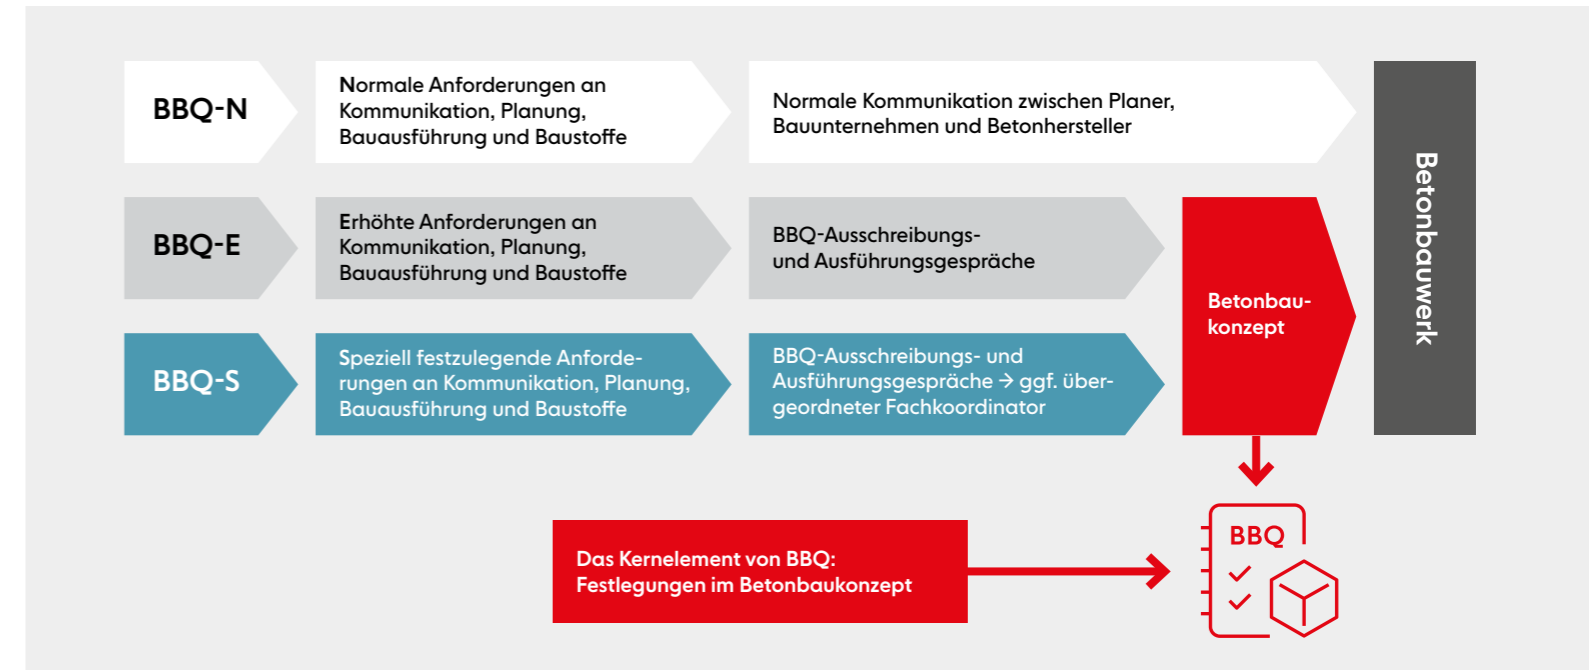 BBQ-N
Normale Anforderungen an
Kommunikation, Planung,
Bauausführung und Baustoffe
Normale Kommunikation zwischen Planer,
Bauunternehmen und Betonhersteller
BBQ-E
Erhöhte Anforderungen an
Kommunikation, Planung,
Bauausführung und Baustoffe
BBQ-Ausschreibungs-
und Ausführungsgespräche
BBQ-S
Speziell festzulegende Anforde-
rungen an Kommunikation, Planung,
Bauausführung und Baustoffe
BBQ-Ausschreibungs- und
Ausführungsgespräche → ggf. über-
geordneter Fachkoordinator
Betonbau-
konzept
Betonbauwerk
Das Kernelement von BBQ:
Festlegungen im Betonbaukonzept
BBQ